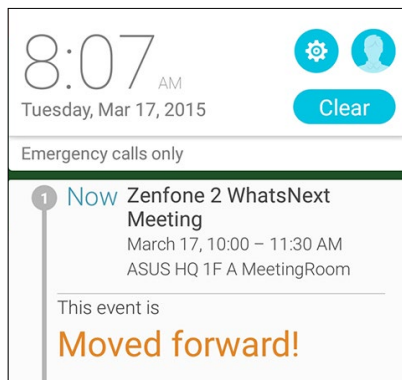 8:07 AM
Tuesday, Mar 17, 2015
Clear
Emergency calls only
1
Now
Zenfone 2 WhatsNext
Meeting
March 17, 10:00 – 11:30 AM
ASUS HQ 1F A MeetingRoom
This event is
Moved forward!